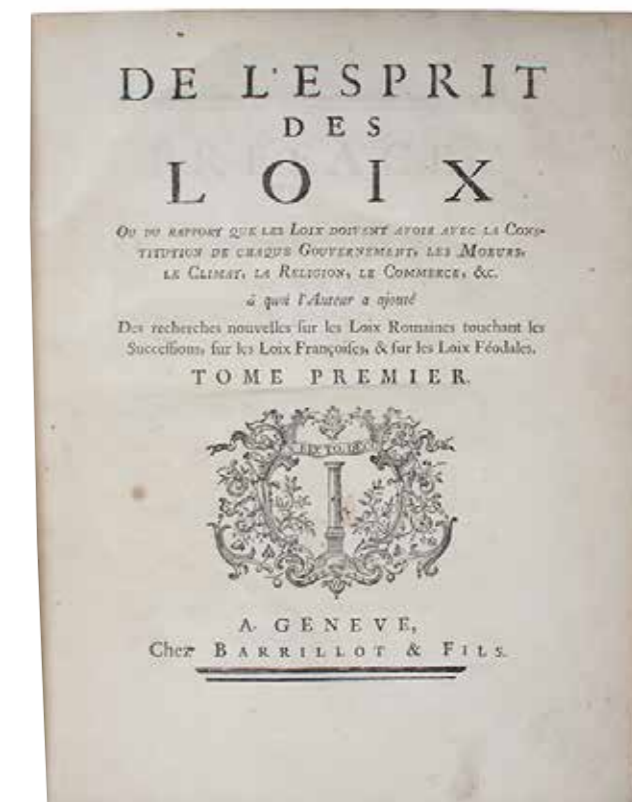 DE L'ESPRIT
DES
LOIX
OU DU RAPPORT QUE LES LOIX DOIVENT AVOIR AVEC LA CONS-
TITUTION DE CHAQUE GOUVERNEMENT, LES MOEURS,
LE CLIMAT, LA RELIGION, LE COMMERCE, &c.
à quoi l'Auteur a ajouté
Des recherches nouvelles sur les Loix Romaines touchant les
Successions, sur les Loix Françoises, & sur les Loix Féodales.
TOME PREMIER.
A GENEVE,
Chez BARRILLOT & FILS.